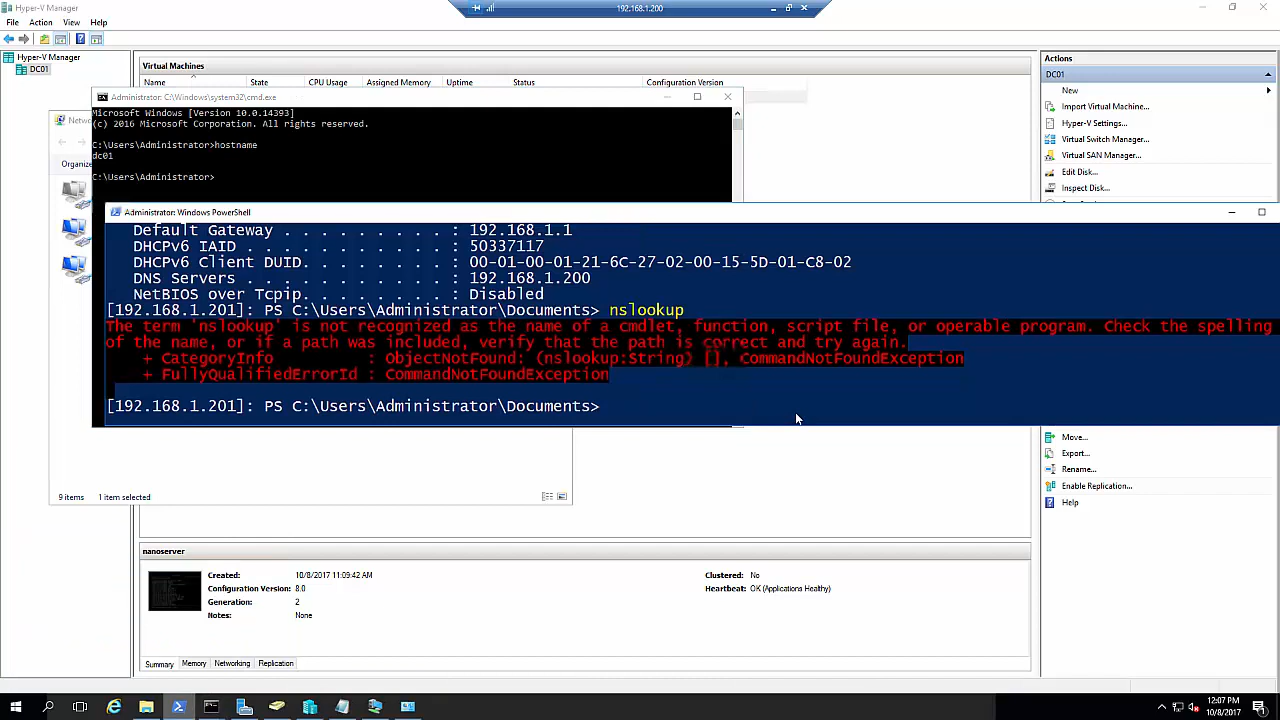 Hyper-V Manager
192.168.1.200
File Action View Help
Hyper-V Manager
DC01
Virtual Machines
Name State CPU Usage Assigned Memory Uptime Status Configuration Version
Actions
DC01
New
Import Virtual Machine...
Hyper-V Settings...
Virtual Switch Manager...
Virtual SAN Manager...
Edit Disk...
Inspect Disk...
Administrator: C:\Windows\system32\cmd.exe
Microsoft Windows [Version 10.0.14393]
(c) 2016 Microsoft Corporation. All rights reserved.
C:\Users\Administrator>hostname
dc01
C:\Users\Administrator>
Netwo
Organize
Administrator: Windows PowerShell
Default Gateway . . . . . . . . . : 192.168.1.1
DHCPv6 IAID . . . . . . . . . . . : 50337117
DHCPv6 Client DUID. . . . . . . . : 00-01-00-01-21-6C-27-02-00-15-5D-01-C8-02
DNS Servers . . . . . . . . . . . : 192.168.1.200
NetBIOS over Tcpip. . . . . . . . : Disabled
[192.168.1.201]: PS C:\Users\Administrator\Documents> nslookup
The term 'nslookup' is not recognized as the name of a cmdlet, function, script file, or operable program. Check the spelling
of the name, or if a path was included, verify that the path is correct and try again.
+ CategoryInfo : ObjectNotFound: (nslookup:String) [], CommandNotFoundException
+ FullyQualifiedErrorId : CommandNotFoundException
[192.168.1.201]: PS C:\Users\Administrator\Documents>
Move...
Export...
Rename...
Enable Replication...
Help
9 items 1 item selected
nanoserver
Created: 10/8/2017 11:09:42 AM Clustered: No
Configuration Version: 8.0 Heartbeat: OK (Applications Healthy)
Generation: 2
Notes: None
Summary Memory Networking Replication
12:07 PM
10/8/2017